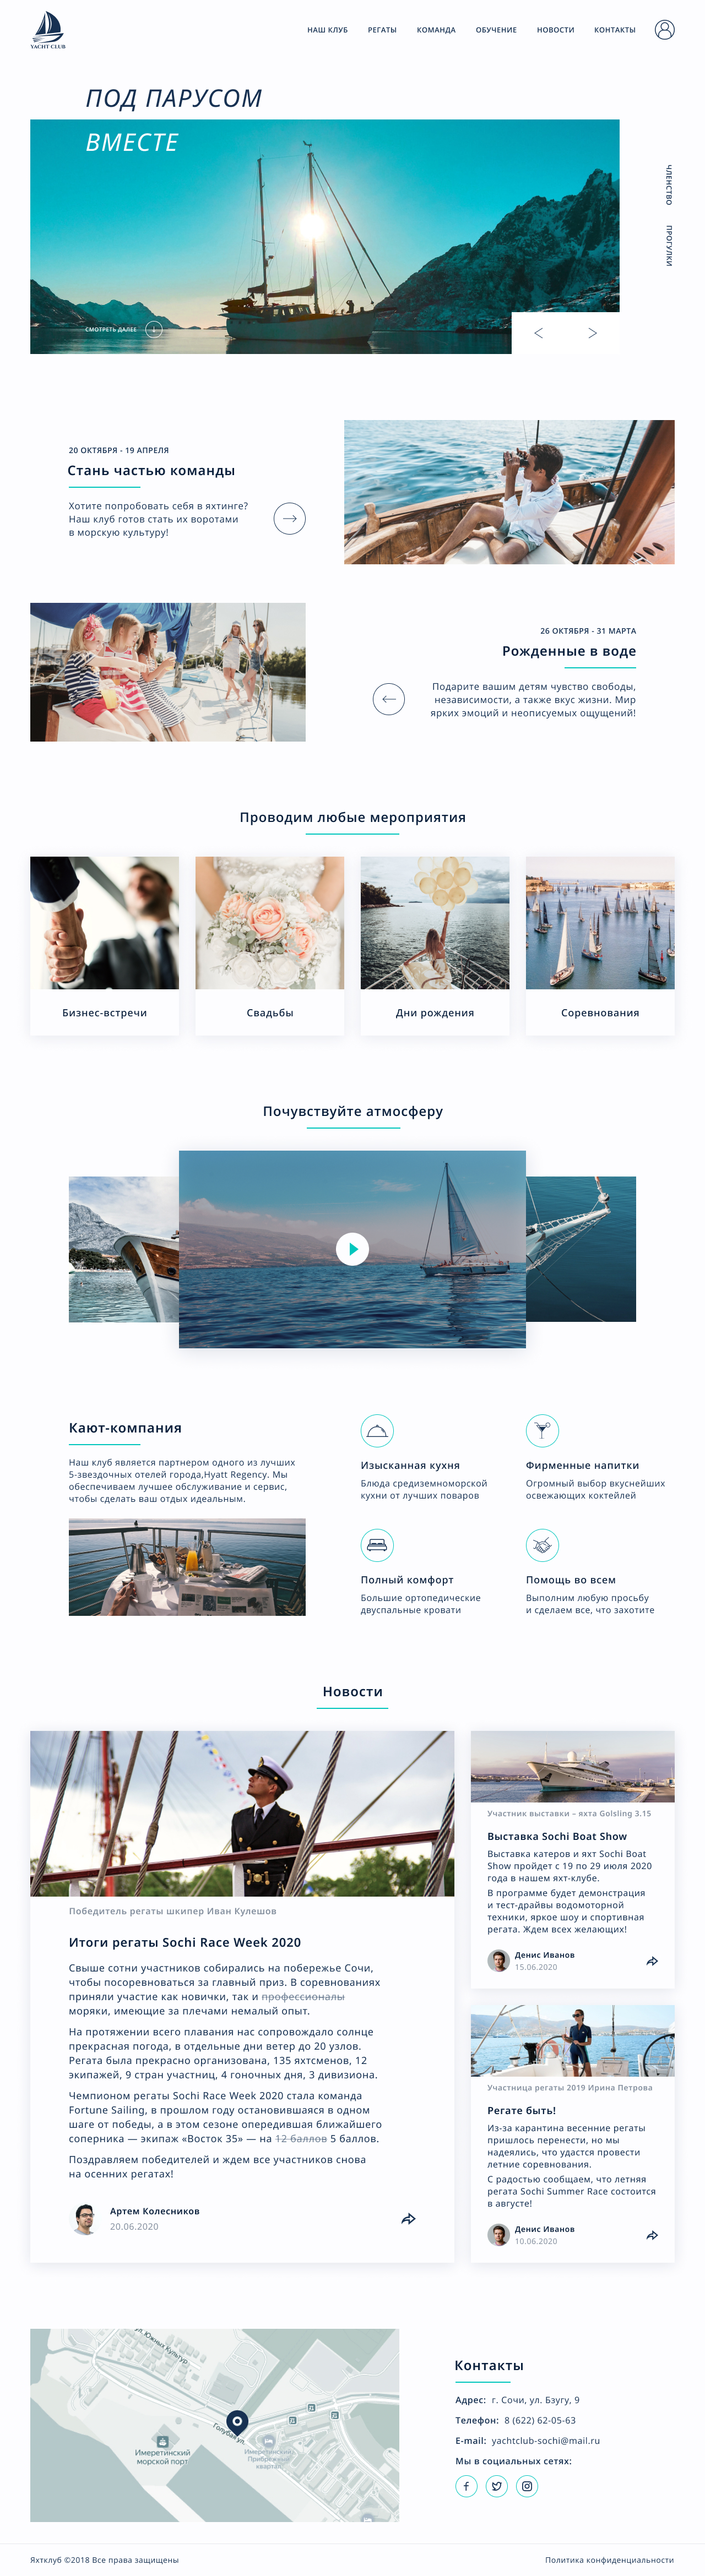 YACHT CLUB
НАШ КЛУБ
РЕГАТЫ
КОМАНДА
ОБУЧЕНИЕ
НОВОСТИ
КОНТАКТЫ
ПОД ПАРУСОМ
ВМЕСТЕ
ЧЛЕНСТВО
ПРОГУЛКИ
СМОТРЕТЬ ДАЛЕЕ
20 ОКТЯБРЯ - 19 АПРЕЛЯ
Стань частью команды
Хотите попробовать себя в яхтинге?
Наш клуб готов стать их воротами
в морскую культуру!
26 ОКТЯБРЯ - 31 МАРТА
Рожденные в воде
Подарите вашим детям чувство свободы,
независимости, а также вкус жизни. Мир
ярких эмоций и неописуемых ощущений!
Проводим любые мероприятия
Бизнес-встречи
Свадьбы
Дни рождения
Соревнования
Почувствуйте атмосферу
Кают-компания
Наш клуб является партнером одного из лучших
5-звездочных отелей города,Hyatt Regency. Мы
обеспечиваем лучшее обслуживание и сервис,
чтобы сделать ваш отдых идеальным.
Изысканная кухня
Блюда средиземноморской
кухни от лучших поваров
Фирменные напитки
Огромный выбор вкуснейших
освежающих коктейлей
Полный комфорт
Большие ортопедические
двуспальные кровати
Помощь во всем
Выполним любую просьбу
и сделаем все, что захотите
Новости
Победитель регаты шкипер Иван Кулешов
Итоги регаты Sochi Race Week 2020
Свыше сотни участников собирались на побережье Сочи,
чтобы посоревноваться за главный приз. В соревнованиях
приняли участие как новички, так и профессионалы
моряки, имеющие за плечами немалый опыт.
На протяжении всего плавания нас сопровождало солнце
прекрасная погода, в отдельные дни ветер до 20 узлов.
Регата была прекрасно организована, 135 яхтсменов, 12
экипажей, 9 стран участниц, 4 гоночных дня, 3 дивизиона.
Чемпионом регаты Sochi Race Week 2020 стала команда
Fortune Sailing, в прошлом году остановившаяся в одном
шаге от победы, а в этом сезоне опередившая ближайшего
соперника — экипаж «Восток 35» — на 12 баллов 5 баллов.
Поздравляем победителей и ждем все участников снова
на осенних регатах!
Артем Колесников
20.06.2020
Участник выставки – яхта Golsling 3.15
Выставка Sochi Boat Show
Выставка катеров и яхт Sochi Boat
Show пройдет с 19 по 29 июля 2020
года в нашем яхт-клубе.
В программе будет демонстрация
и тест-драйвы водомоторной
техники, яркое шоу и спортивная
регата. Ждем всех желающих!
Денис Иванов
15.06.2020
Участница регаты 2019 Ирина Петрова
Регате быть!
Из-за карантина весенние регаты
пришлось перенести, но мы
надеялись, что удастся провести
летние соревнования.
С радостью сообщаем, что летняя
регата Sochi Summer Race состоится
в августе!
Денис Иванов
10.06.2020
ул. Южных Культур
Голубая ул.
Имеретинский
морской порт
Имеретинский,
Прибрежный
квартал
Контакты
Адрес: г. Сочи, ул. Бзугу, 9
Телефон: 8 (622) 62-05-63
E-mail: yachtclub-sochi@mail.ru
Мы в социальных сетях:
Яхтклуб ©2018 Все права защищены
Политика конфиденциальности